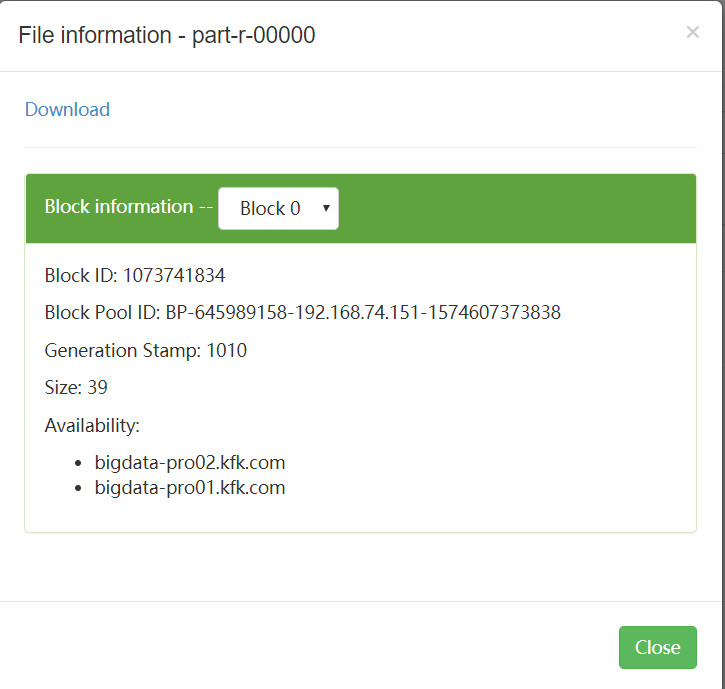 File information - part-r-00000
×
Download
Block information -- Block 0
Block ID: 1073741834
Block Pool ID: BP-645989158-192.168.74.151-1574607373838
Generation Stamp: 1010
Size: 39
Availability:
bigdata-pro02.kfk.com
bigdata-pro01.kfk.com
Close